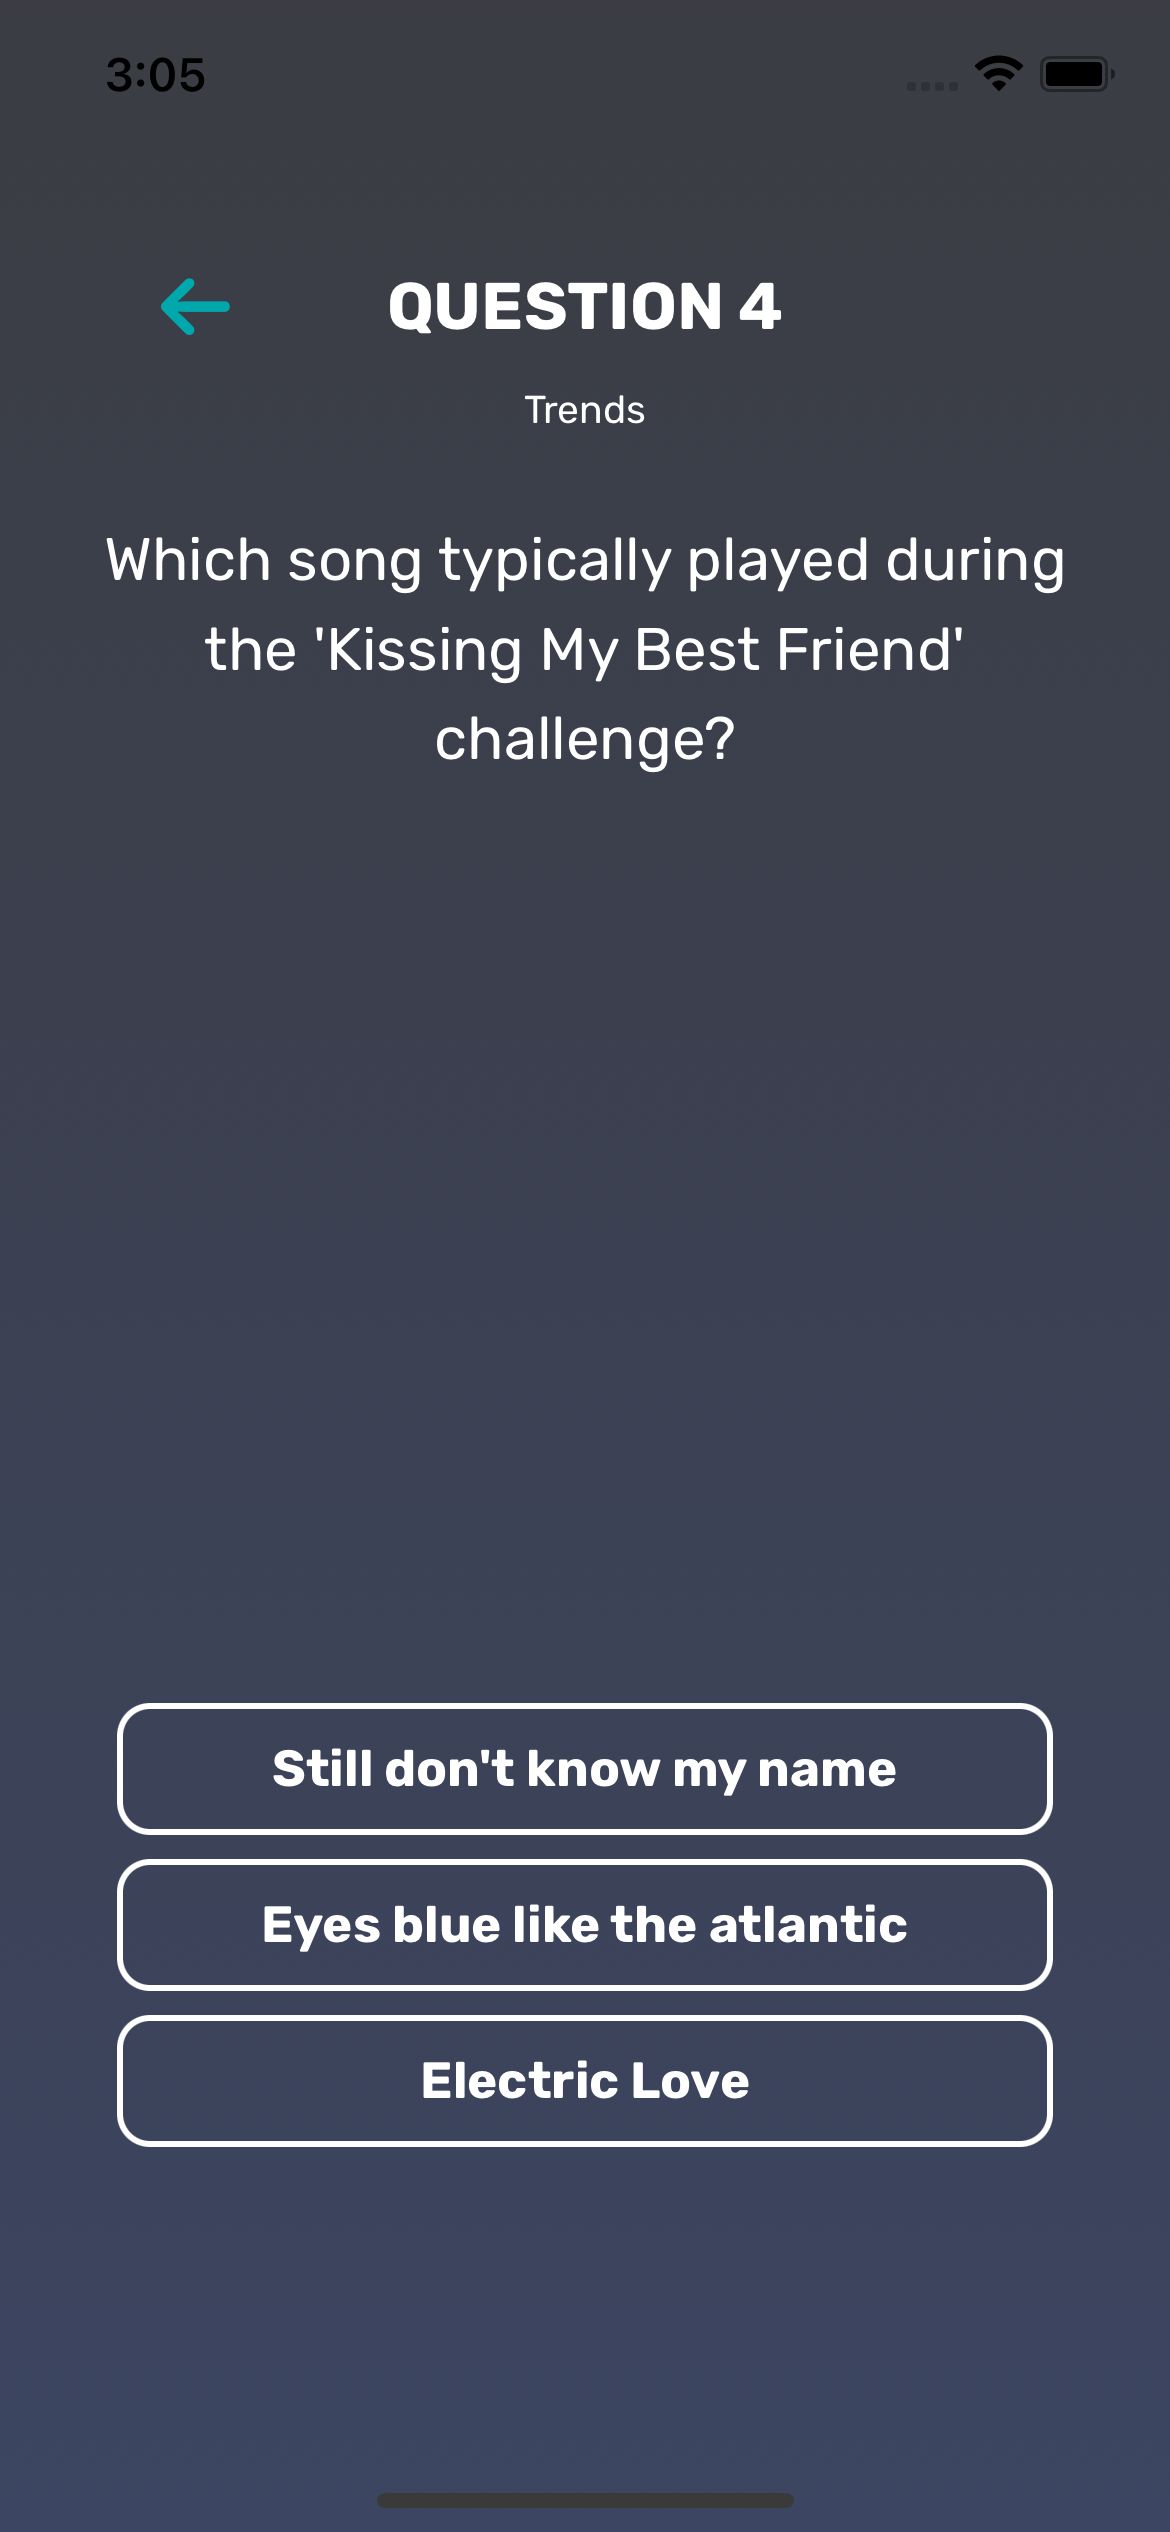 3:05
QUESTION 4
Trends
Which song typically played during
the 'Kissing My Best Friend'
challenge?
Still don't know my name
Eyes blue like the atlantic
Electric Love